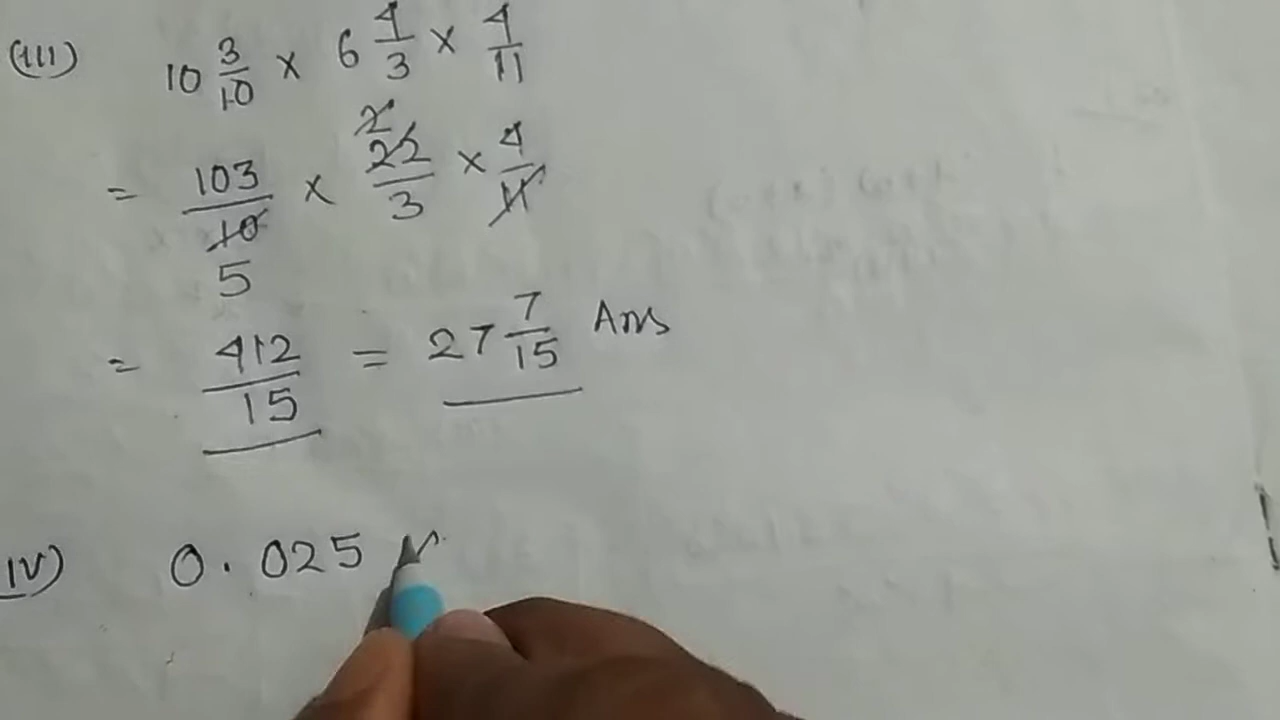 (III) 10 3/10 × 6 4/3 × 4/11
= 103/10 × 22/3 × 4/11
2
5
= 412/15 = 27 7/15 Ans
IV) 0.025